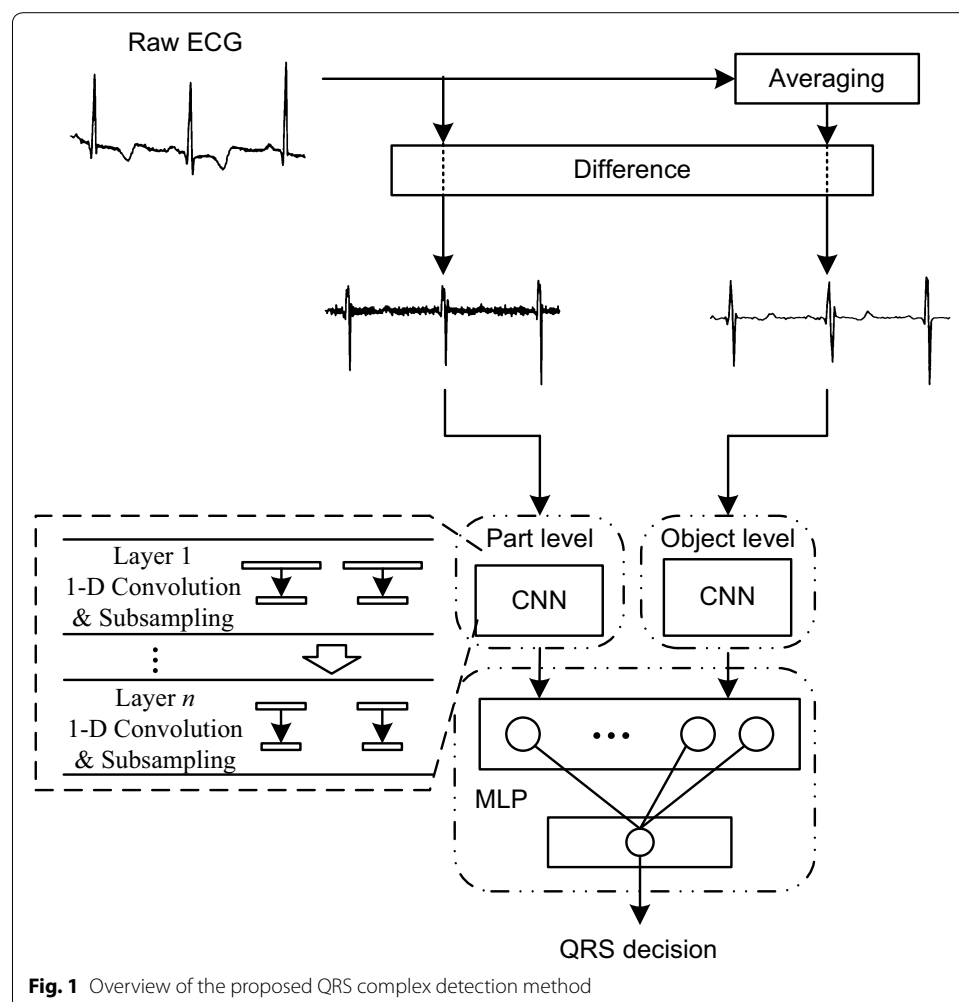 Raw ECG
Averaging
Difference
Part level
Object level
CNN
CNN
Layer 1
1-D Convolution
& Subsampling
⋮
Layer n
1-D Convolution
& Subsampling
•••
MLP
QRS decision
Fig. 1 Overview of the proposed QRS complex detection method